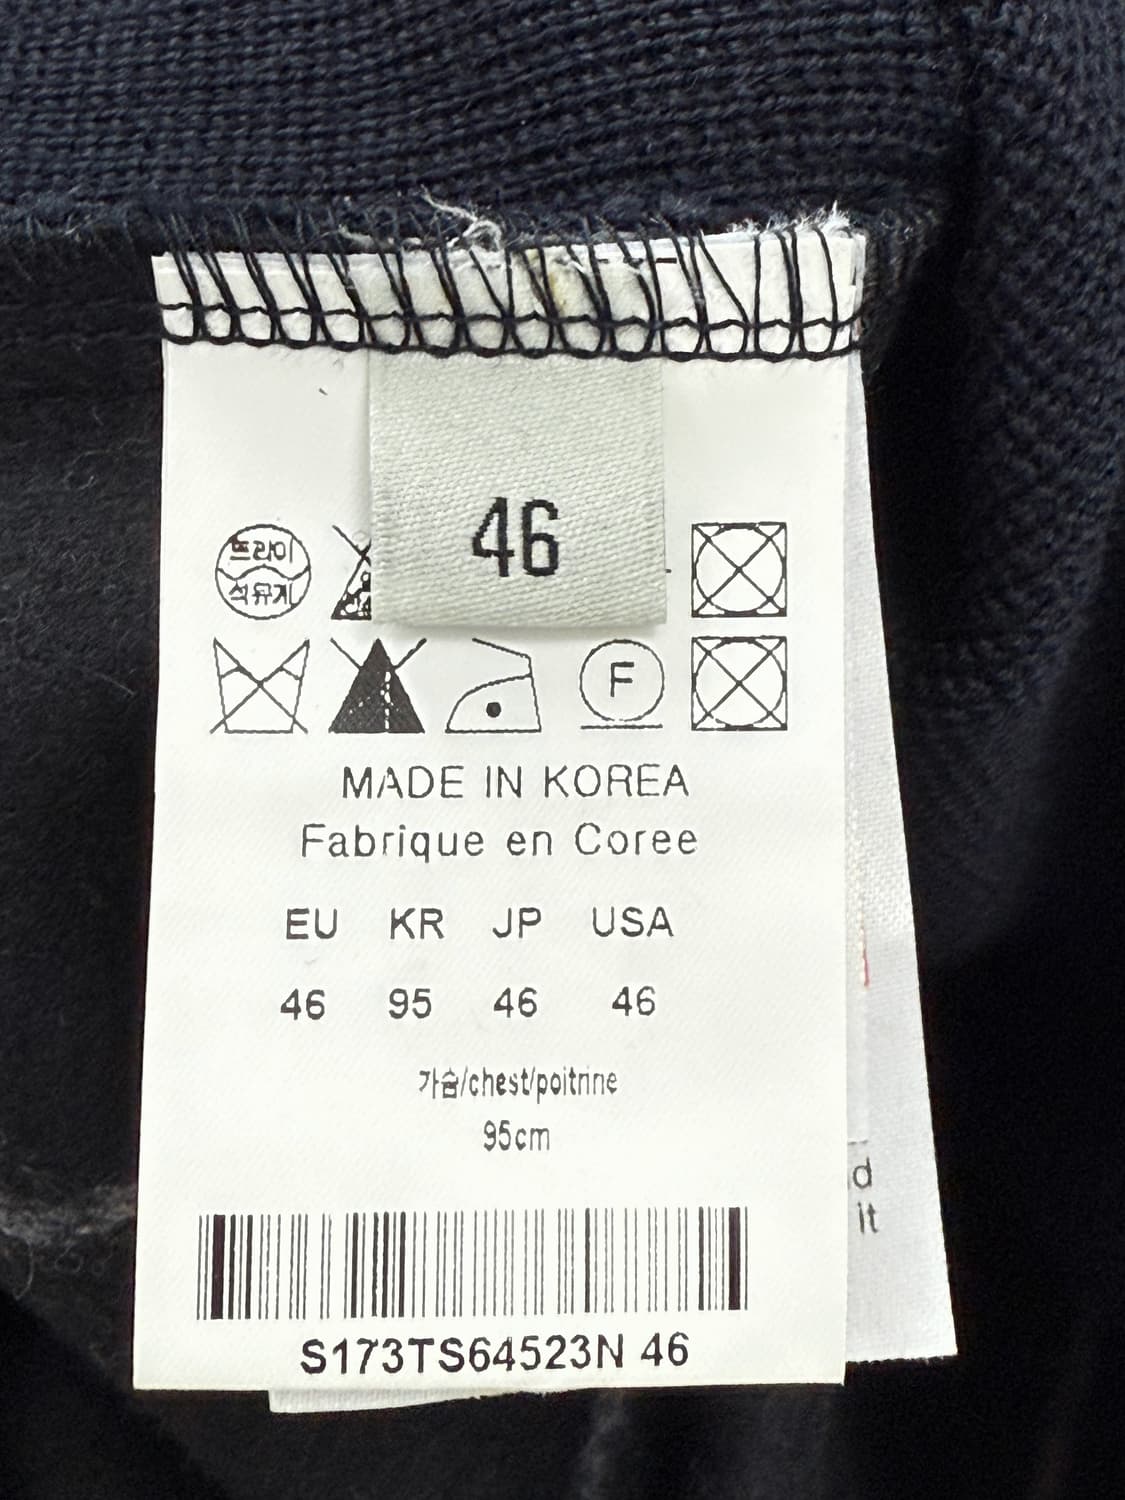 46
드라이
석유계
F
MADE IN KOREA
Fabrique en Coree
EU KR JP USA
46 95 46 46
가슴/chest/poitrine
95cm
d
it
S173TS64523N 46